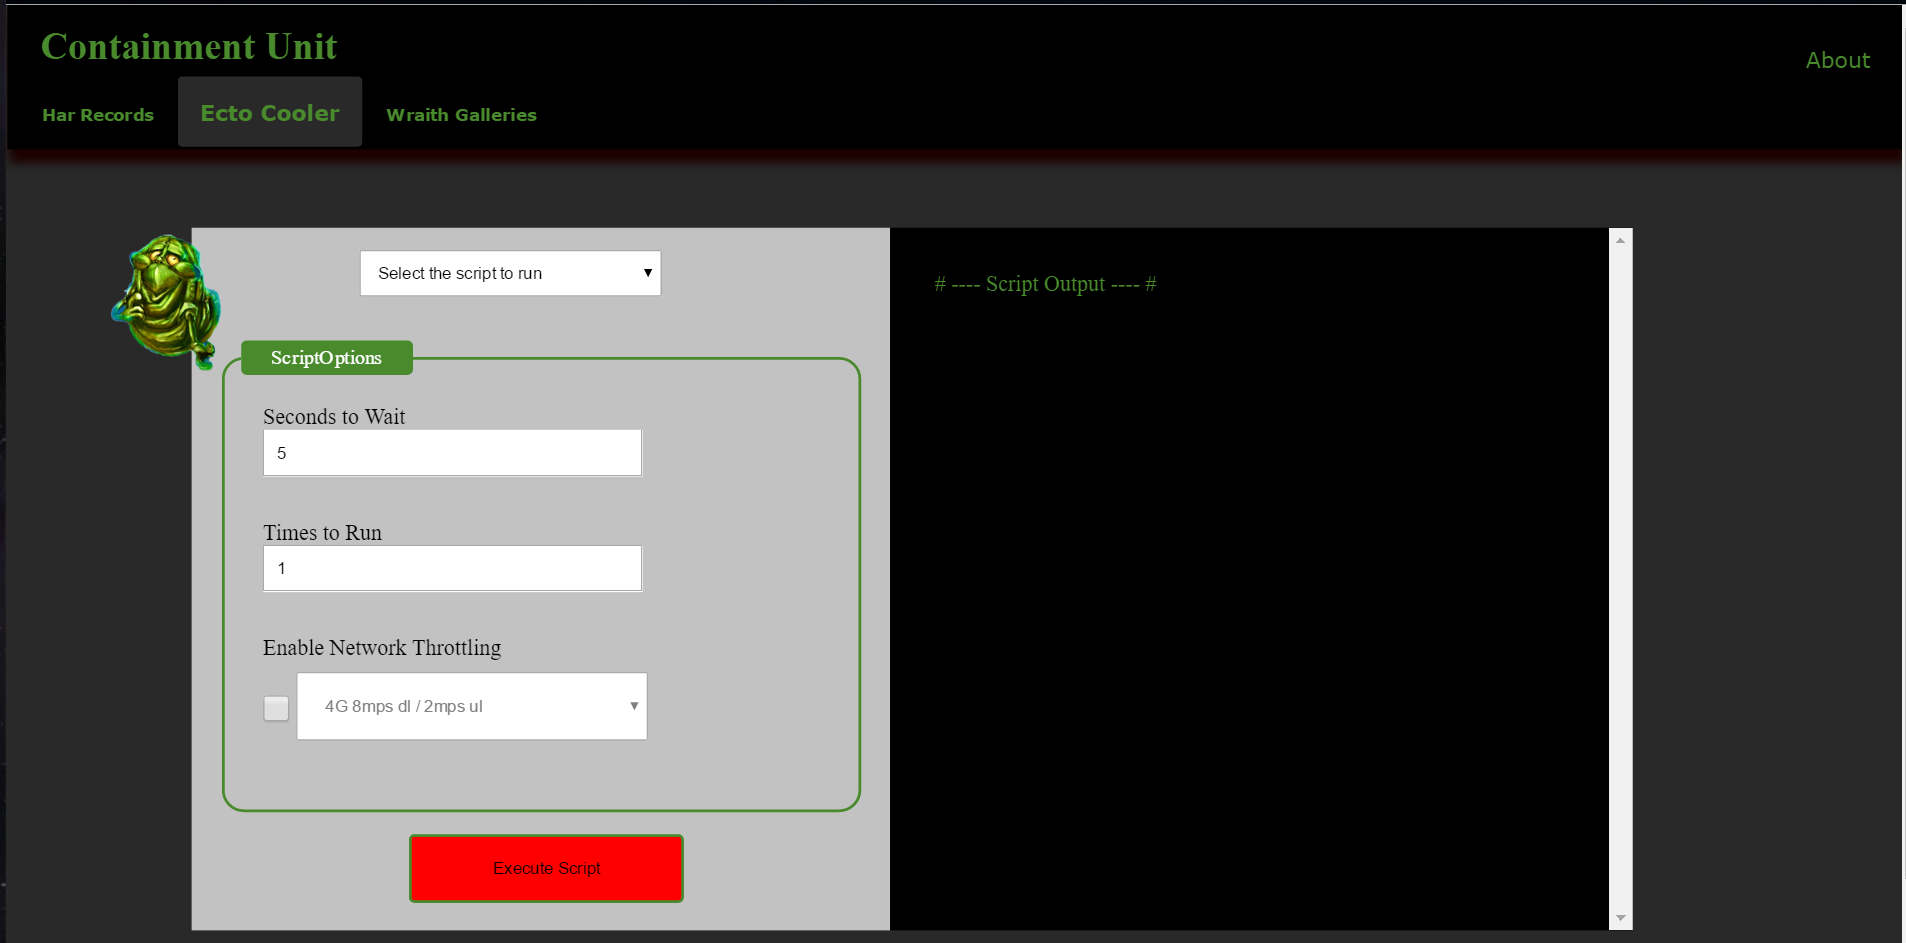 Containment Unit
About
Har Records
Ecto Cooler
Wraith Galleries
Select the script to run
# ---- Script Output ---- #
ScriptOptions
Seconds to Wait
5
Times to Run
1
Enable Network Throttling
4G 8mps dl / 2mps ul
Execute Script